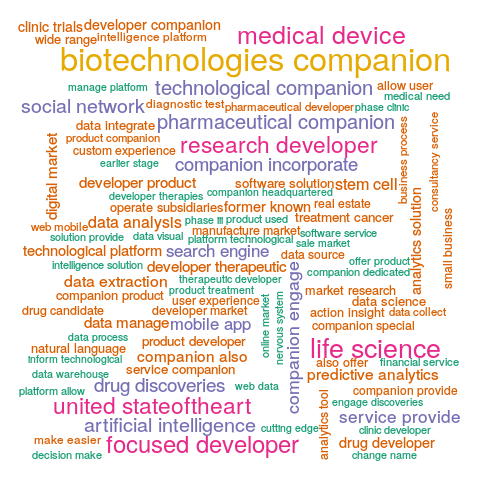 clinic trials
developer companion
wide range
intelligence platform
medical device
biotechnologies companion
manage platform
technological companion
allow user
medical need
social network
diagnostic test
pharmaceutical developer
phase clinic
data integrate
pharmaceutical companion
product companion
research developer
custom experience
earlier stage
companion incorporate
digital market
business process
consultancy service
developer product
software solution
stem cell
developer therapies
companion headquartered
operate subsidiaries
former known
real estate
data analysis
phase iii
product used
treatment cancer
web mobile
manufacture market
software service
solution provide
data visual
platform technological
sale market
analytics solution
small business
technological platform
search engine
data source
offer product
intelligence solution
developer therapeutic
companion dedicated
data extraction
therapeutic developer
companion product
product treatment
market research
user experience
data science
drug candidate
developer market
action insight
data collect
data manage
mobile app
online market
nervous system
companion engage
companion special
data process
product developer
natural language
life science
inform technological
companion also
also offer
financial service
data warehouse
service companion
predictive analytics
platform allow
drug discoveries
web data
companion provide
united stateoftheart
engage discoveries
analytics tool
service provide
artificial intelligence
cutting edge
clinic developer
make easier
focused developer
drug developer
decision make
change name